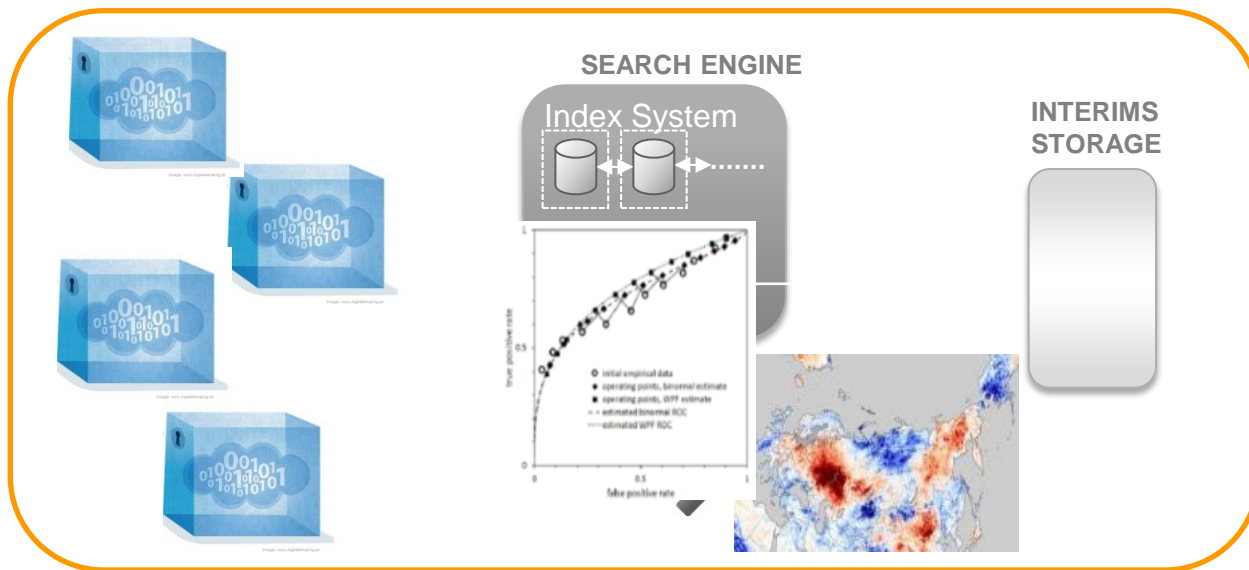 SEARCH ENGINE
Index System
INTERIMS
STORAGE
1
true positive rate
0.5
0
initial empirical data
operating points, binormal estimate
operating points, WPF estimate
estimated binormal ROC
estimated WPF ROC
0
0.5
1
false positive rate